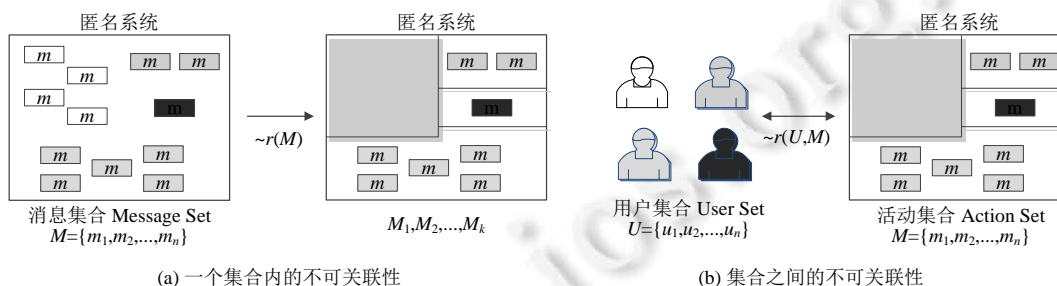 匿名系统
m
m
m
m
m m
m
m m
m
m m
~r(M)
消息集合 Message Set
M={m1,m2,...,mn}
匿名系统
m m
m
m m
m
m m
M1,M2,...,Mk
(a) 一个集合内的不可关联性
用户集合 User Set
U={u1,u2,...,un}
~r(U,M)
匿名系统
m m
m
m m
m
m m
活动集合 Action Set
M={m1,m2,...,mn}
(b) 集合之间的不可关联性